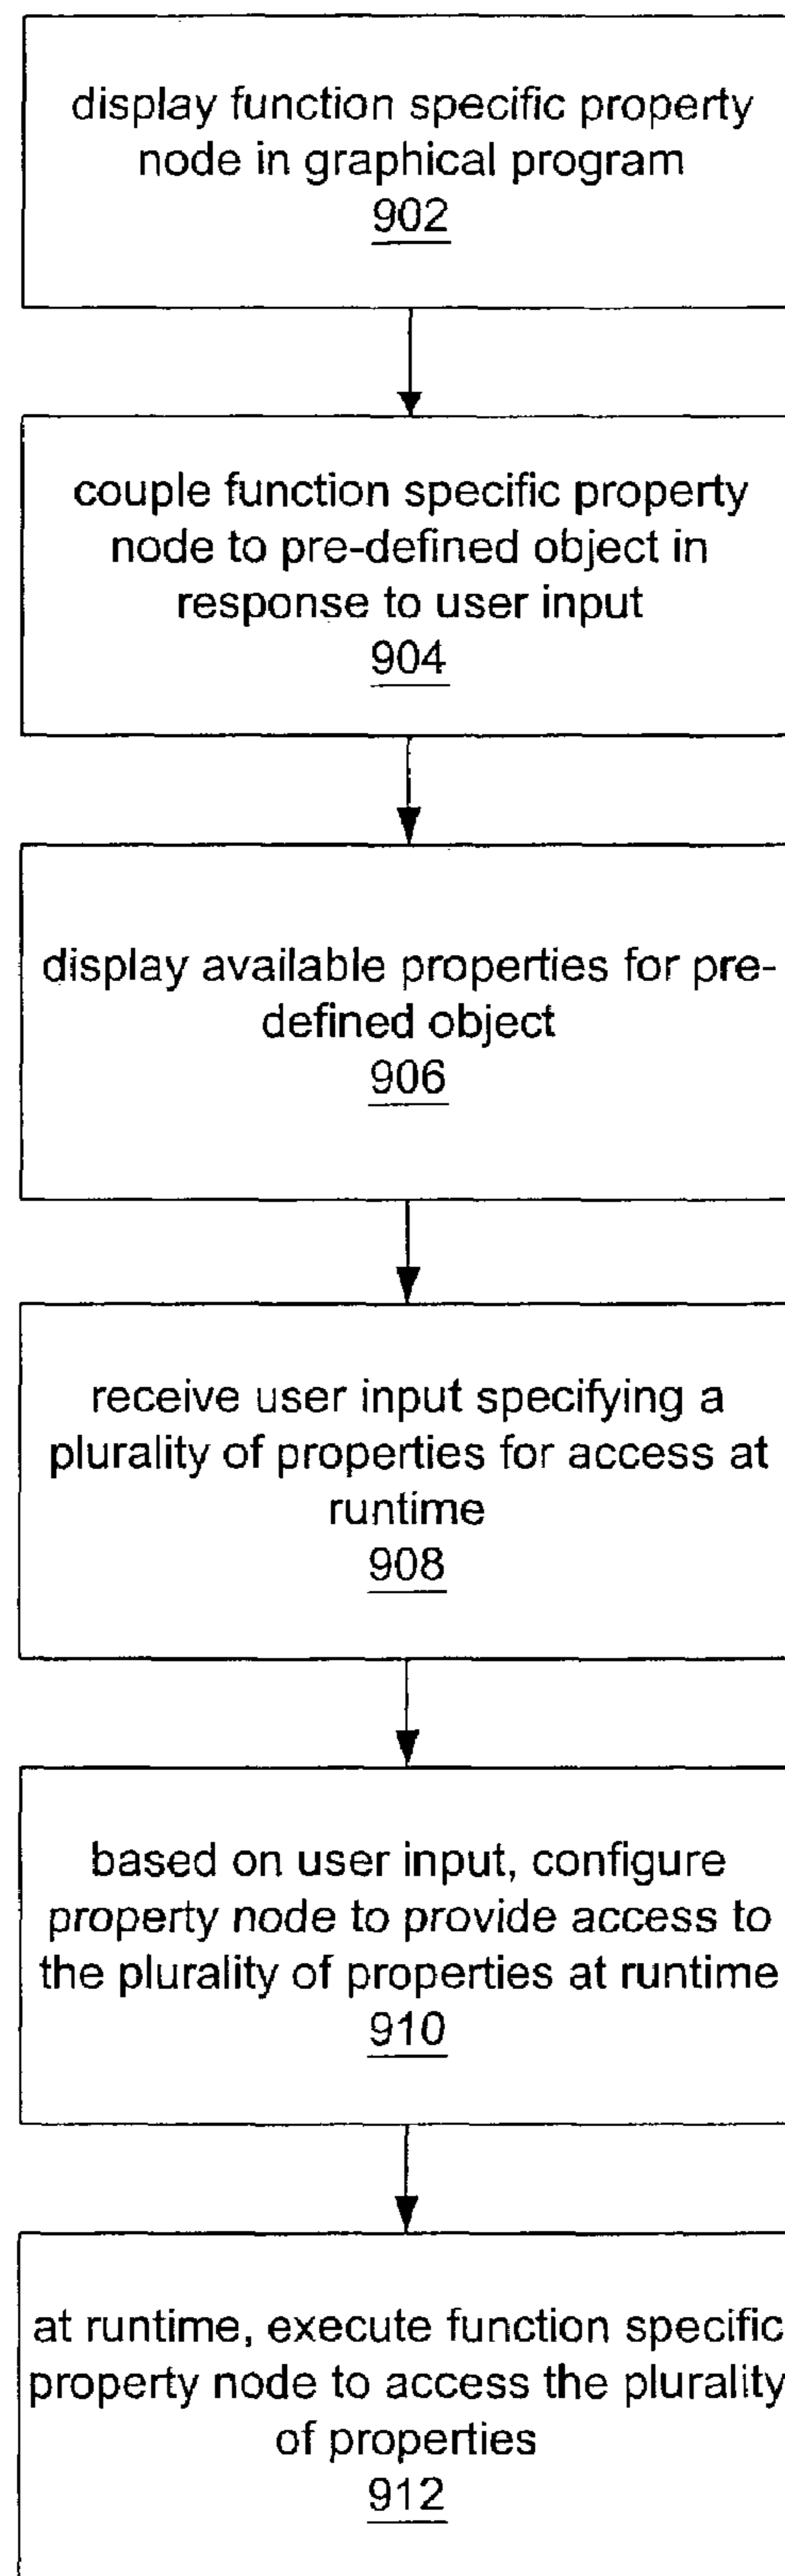 display function specific property
node in graphical program
902
couple function specific property
node to pre-defined object in
response to user input
904
display available properties for pre-
defined object
906
receive user input specifying a
plurality of properties for access at
runtime
908
based on user input, configure
property node to provide access to
the plurality of properties at runtime
910
at runtime, execute function specific
property node to access the plurality
of properties
912